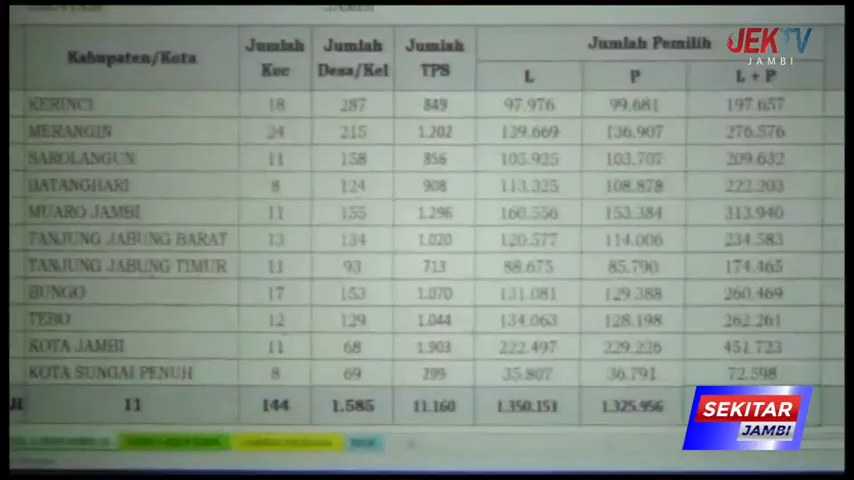 JAMBI
Kabupaten/Kota Jumlah Kec Jumlah Desa/Kel Jumlah TPS Jumlah Pemilih
L P L + P
KERINCI 18 287 849 97.976 99.681 197.657
MERANGIN 24 215 1.202 139.669 136.907 276.576
SAROLANGUN 11 158 856 105.925 103.707 209.632
BATANGHARI 8 124 908 113.325 108.878 222.203
MUARO JAMBI 11 155 1.296 160.556 153.384 313.940
TANJUNG JABUNG BARAT 13 134 1.020 120.577 114.006 234.583
TANJUNG JABUNG TIMUR 11 93 713 88.675 85.790 174.465
BUNGO 17 153 1.070 131.081 129.388 260.469
TEBO 12 129 1.044 134.063 128.198 262.261
KOTA JAMBI 11 68 1.903 222.497 229.226 451.723
KOTA SUNGAI PENUH 8 69 299 35.807 36.791 72.598
11 144 1.585 11.160 1.350.151 1.325.956
JEKTV
JAMBI
SEKITAR
JAMBI